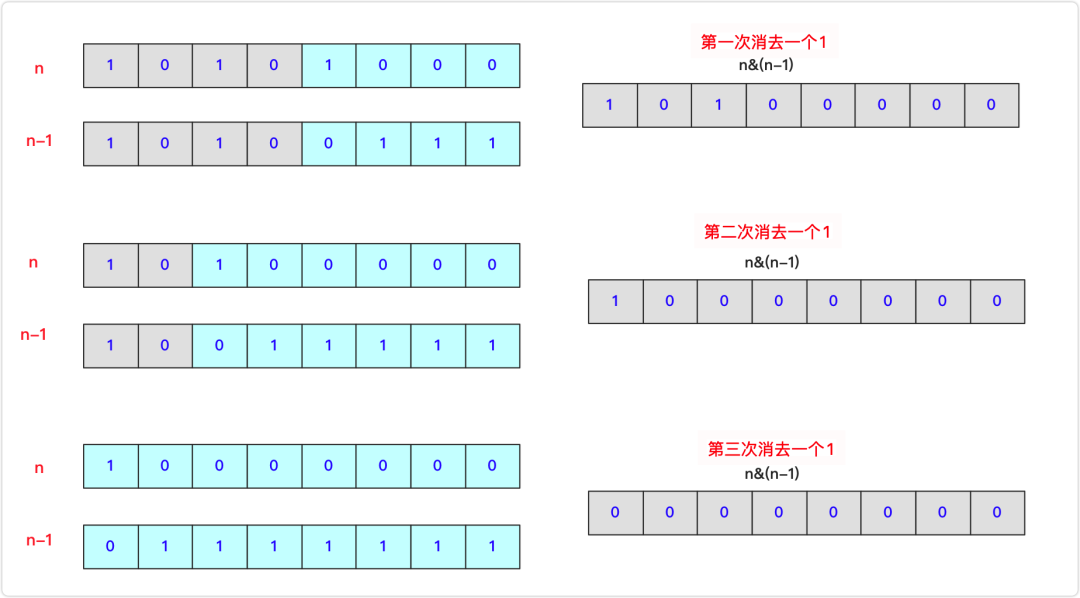 n 1 0 1 0 1 0 0 0
n-1 1 0 1 0 0 1 1 1
第一次消去一个1
n&(n-1)
1 0 1 0 0 0 0 0
n 1 0 1 0 0 0 0 0
n-1 1 0 0 1 1 1 1 1
第二次消去一个1
n&(n-1)
1 0 0 0 0 0 0 0
n 1 0 0 0 0 0 0 0
n-1 0 1 1 1 1 1 1 1
第三次消去一个1
n&(n-1)
0 0 0 0 0 0 0 0